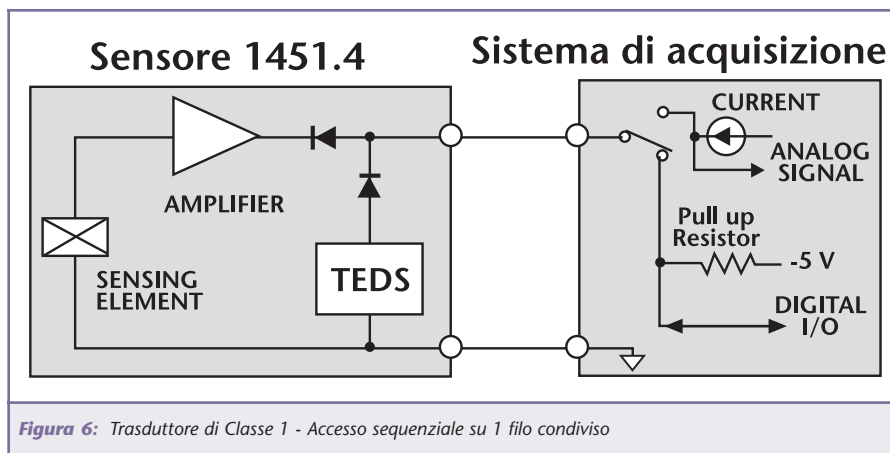 Sensore 1451.4
Sistema di acquisizione
AMPLIFIER
SENSING
ELEMENT
TEDS
CURRENT
ANALOG
SIGNAL
Pull up
Resistor
-5 V
DIGITAL
I/O
Figura 6: Trasduttore di Classe 1 - Accesso sequenziale su 1 filo condiviso